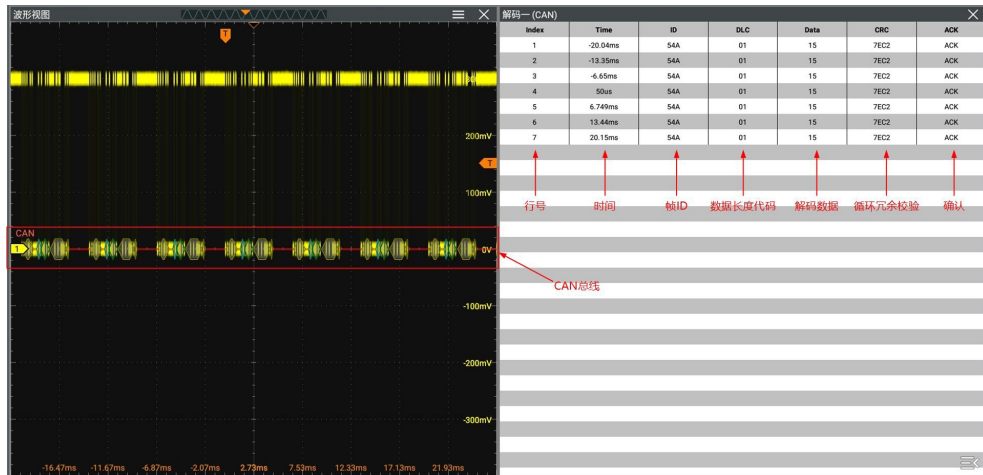 波形视图
T
300mV
200mV
T
100mV
CAN
1
0V
-100mV
-200mV
-300mV
-16.47ms -11.67ms -6.87ms -2.07ms 2.73ms 7.53ms 12.33ms 17.13ms 21.93ms
解码一 (CAN)
Index Time ID DLC Data CRC ACK
1 -20.04ms 54A 01 15 7EC2 ACK
2 -13.35ms 54A 01 15 7EC2 ACK
3 -6.65ms 54A 01 15 7EC2 ACK
4 50us 54A 01 15 7EC2 ACK
5 6.749ms 54A 01 15 7EC2 ACK
6 13.44ms 54A 01 15 7EC2 ACK
7 20.15ms 54A 01 15 7EC2 ACK
行号 时间 帧ID 数据长度代码 解码数据 循环冗余校验 确认
CAN总线